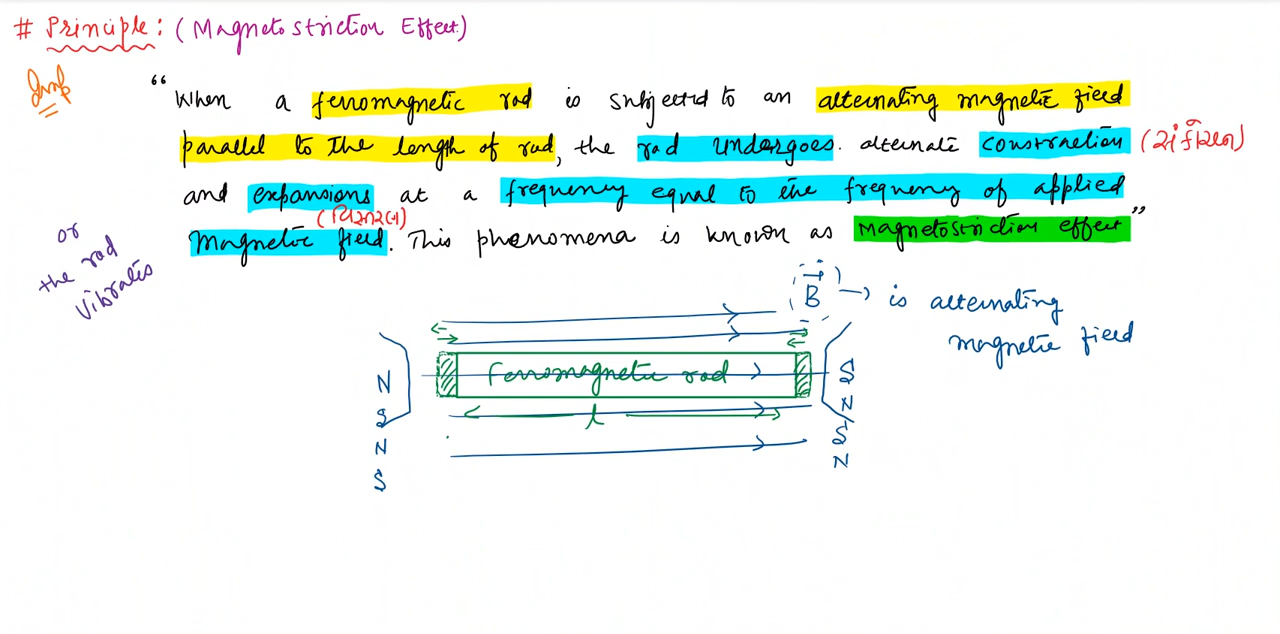 # Principle: (Magnetostriction Effect)
Imp
“When a ferromagnetic rod is subjected to an alternating magnetic field
parallel to the length of rod, the rod undergoes. alternate constraction (સંકોચન)
and expansions at a frequency equal to the frequency of applied
(વિસ્તરણ)
magnetic field. This phenomena is known as magnetostriction effect”
or
the rod
vibrates
B → is alternating
magnetic field
Ferromagnetic rod
N
S
N
S
S
N
S
N
l